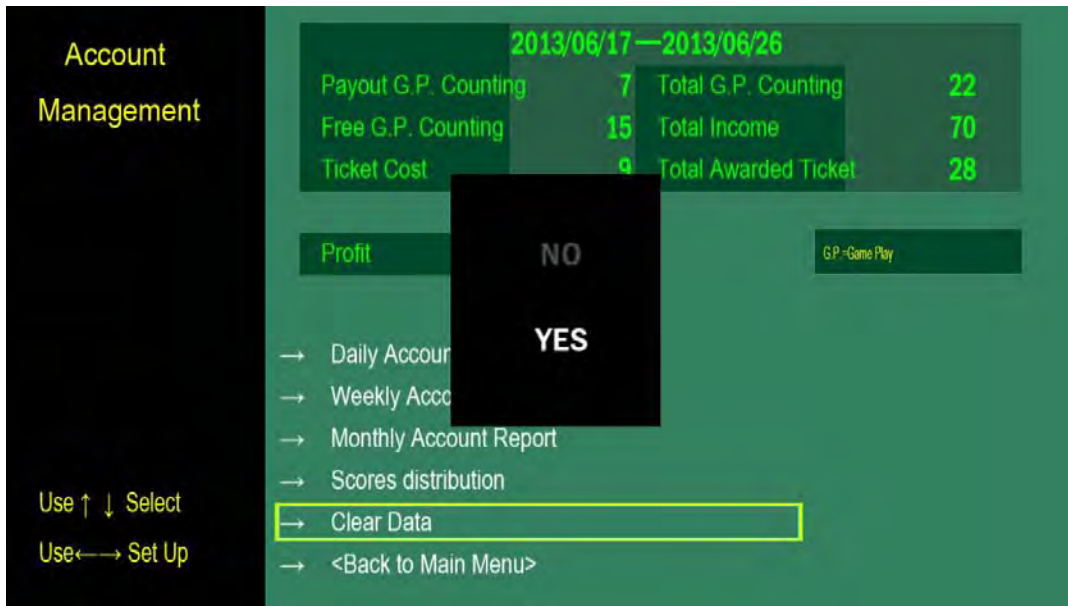 Account
Management
2013/06/17—2013/06/26
Payout G.P. Counting 7 Total G.P. Counting 22
Free G.P. Counting 15 Total Income 70
Ticket Cost 9 Total Awarded Ticket 28
Profit
G.P.=Game Play
NO
YES
→ Daily Accoun
→ Weekly Acco
→ Monthly Account Report
→ Scores distribution
→ Clear Data
→ <Back to Main Menu>
Use ↑ ↓ Select
Use←→ Set Up